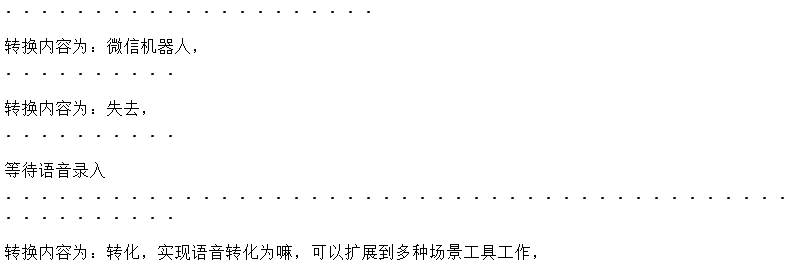 . . . . . . . . . . . . . . . . . . . . .
转换内容为：微信机器人，
. . . . . . . . . .
转换内容为：失去，
. . . . . . . . . .
等待语音录入
. . . . . . . . . . . . . . . . . . . . . . . . . . . . . . . . . . . . . . . . . . . .
. . . . . . . . . .
转换内容为：转化，实现语音转化为嘛，可以扩展到多种场景工具工作，